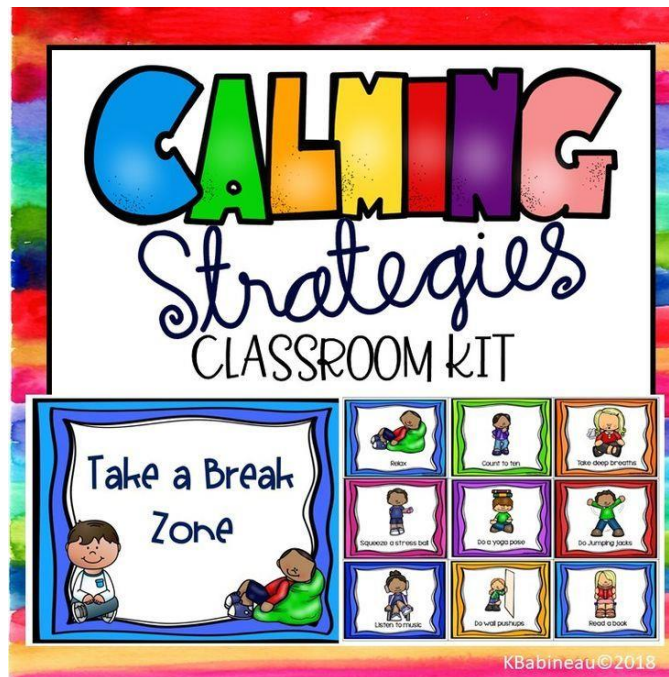 CALMING
Strategies
CLASSROOM KIT
Take a Break
Zone
Relax
Count to ten
Take deep breaths
Squeeze a stress ball
Do a yoga pose
Do Jumping jacks
Listen to music
Do wall pushups
Read a book
KBabineau©2018